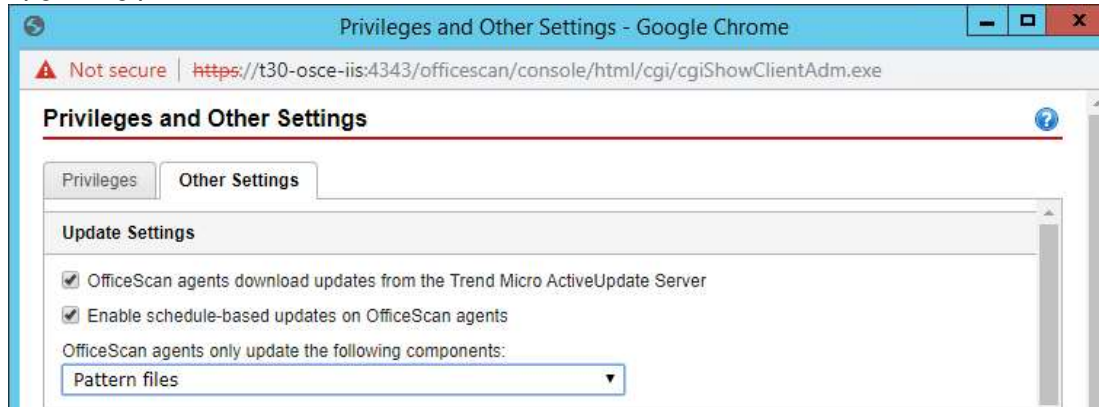 Privileges and Other Settings - Google Chrome
Not secure | https://t30-osce-iis:4343/officescan/console/html/cgi/cgiShowClientAdm.exe
Privileges and Other Settings
Privileges
Other Settings
Update Settings
OfficeScan agents download updates from the Trend Micro ActiveUpdate Server
Enable schedule-based updates on OfficeScan agents
OfficeScan agents only update the following components:
Pattern files